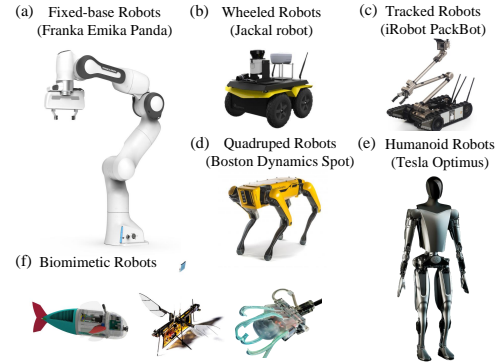 (a) Fixed-base Robots
(Franka Emika Panda)
(b) Wheeled Robots
(Jackal robot)
(c) Tracked Robots
(iRobot PackBot)
(d) Quadruped Robots
(Boston Dynamics Spot)
(e) Humanoid Robots
(Tesla Optimus)
(f) Biomimetic Robots